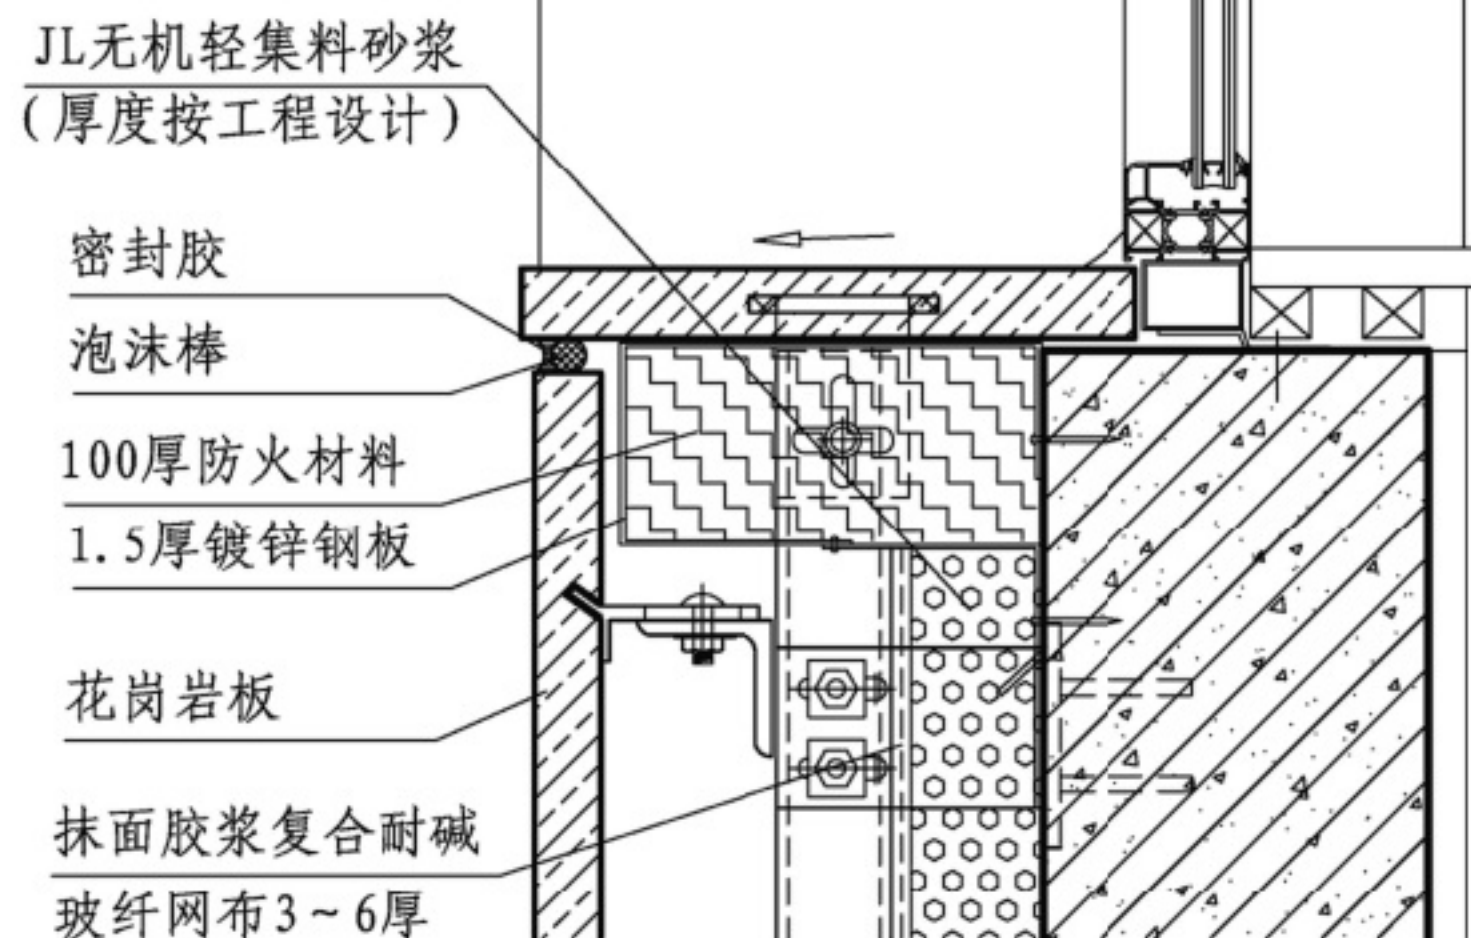 JL无机轻集料砂浆
(厚度按工程设计)
密封胶
泡沫棒
100厚防火材料
1.5厚镀锌钢板
花岗岩板
抹面胶浆复合耐碱
玻纤网布3~6厚